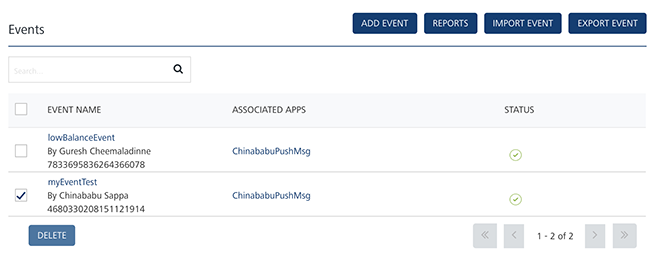 Events
ADD EVENT
REPORTS
IMPORT EVENT
EXPORT EVENT
Search...
EVENT NAME
ASSOCIATED APPS
STATUS
lowBalanceEvent
By Guresh Cheemaladinne
7833695836264366078
ChinababuPushMsg
myEventTest
By Chinababu Sappa
4680330208151121914
ChinababuPushMsg
DELETE
1 - 2 of 2